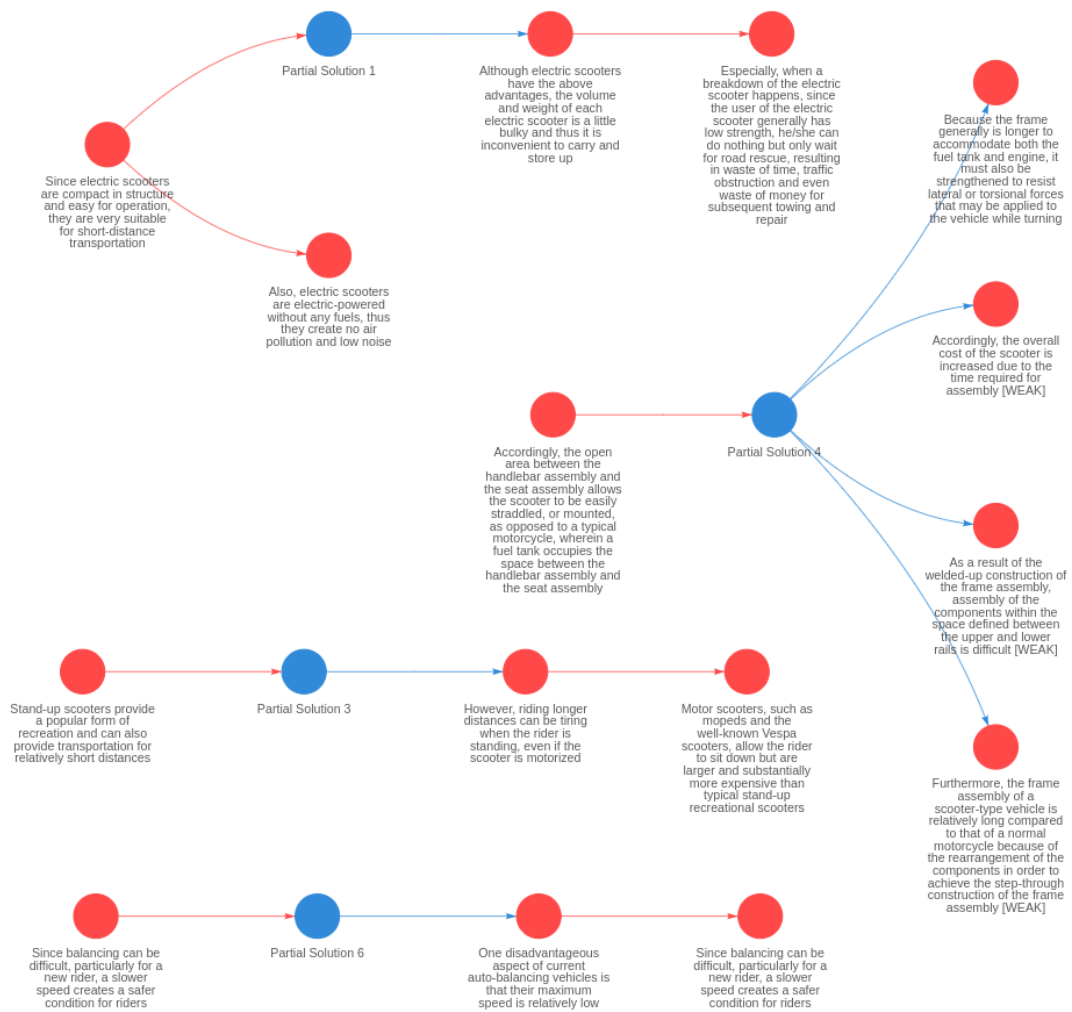 Partial Solution 1
Although electric scooters
have the above
advantages, the volume
and weight of each
electric scooter is a little
bulky and thus it is
inconvenient to carry and
store up
Especially, when a
breakdown of the electric
scooter happens, since
the user of the electric
scooter generally has
low strength, he/she can
do nothing but only wait
for road rescue, resulting
in waste of time, traffic
obstruction and even
waste of money for
subsequent towing and
repair
Because the frame
generally is longer to
accommodate both the
fuel tank and engine, it
must also be
strengthened to resist
lateral or torsional forces
that may be applied to
the vehicle while turning
Since electric scooters
are compact in structure
and easy for operation,
they are very suitable
for short-distance
transportation
Also, electric scooters
are electric-powered
without any fuels, thus
they create no air
pollution and low noise
Accordingly, the overall
cost of the scooter is
increased due to the
time required for
assembly [WEAK]
Accordingly, the open
area between the
handlebar assembly and
the seat assembly allows
the scooter to be easily
straddled, or mounted,
as opposed to a typical
motorcycle, wherein a
fuel tank occupies the
space between the
handlebar assembly and
the seat assembly
Partial Solution 4
As a result of the
welded-up construction of
the frame assembly,
assembly of the
components within the
space defined between
the upper and lower
rails is difficult [WEAK]
Stand-up scooters provide
a popular form of
recreation and can also
provide transportation for
relatively short distances
Partial Solution 3
However, riding longer
distances can be tiring
when the rider is
standing, even if the
scooter is motorized
Motor scooters, such as
mopeds and the
well-known Vespa
scooters, allow the rider
to sit down but are
larger and substantially
more expensive than
typical stand-up
recreational scooters
Furthermore, the frame
assembly of a
scooter-type vehicle is
relatively long compared
to that of a normal
motorcycle because of
the rearrangement of the
components in order to
achieve the step-through
construction of the frame
assembly [WEAK]
Since balancing can be
difficult, particularly for a
new rider, a slower
speed creates a safer
condition for riders
Partial Solution 6
One disadvantageous
aspect of current
auto-balancing vehicles is
that their maximum
speed is relatively low
Since balancing can be
difficult, particularly for a
new rider, a slower
speed creates a safer
condition for riders